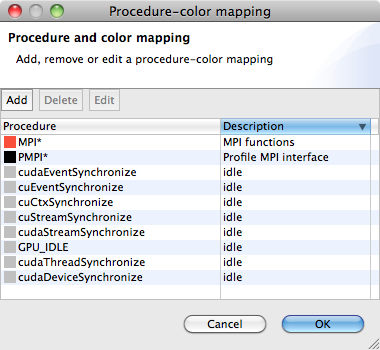 Procedure-color mapping
Procedure and color mapping
Add, remove or edit a procedure-color mapping
Add Delete Edit
Procedure Description
MPI* MPI functions
PMPI* Profile MPI interface
cudaEventSynchronize idle
cuEventSynchronize idle
cuCtxSynchronize idle
cuStreamSynchronize idle
cudaStreamSynchronize idle
GPU_IDLE idle
cudaThreadSynchronize idle
cudaDeviceSynchronize idle
Cancel OK